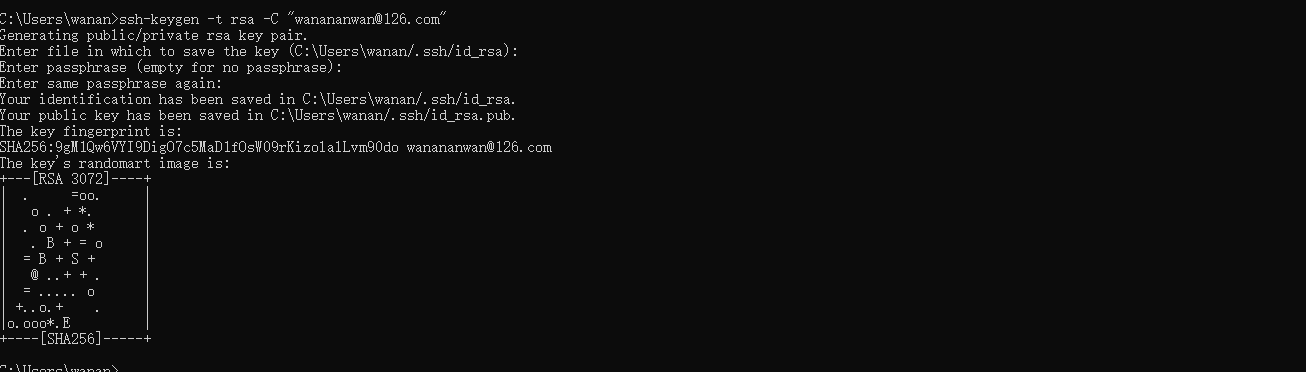 C:\Users\wanan>ssh-keygen -t rsa -C "wanananwan@126.com"
Generating public/private rsa key pair.
Enter file in which to save the key (C:\Users\wanan/.ssh/id_rsa):
Enter passphrase (empty for no passphrase):
Enter same passphrase again:
Your identification has been saved in C:\Users\wanan/.ssh/id_rsa.
Your public key has been saved in C:\Users\wanan/.ssh/id_rsa.pub.
The key fingerprint is:
SHA256:9gM1Qw6VYI9DigO7c5MaD1fOsW09rKizola1Lvm90do wanananwan@126.com
The key's randomart image is:
+---[RSA 3072]----+
|  .     =oo.     |
|   o . + *.      |
|  . o + o *      |
|   . B + = o     |
|  = B + S +      |
|   @ ..+ + .     |
|  = ..... o      |
| +..o.+    .     |
|o.ooo*.E         |
+----[SHA256]-----+
C:\Users\wanan>